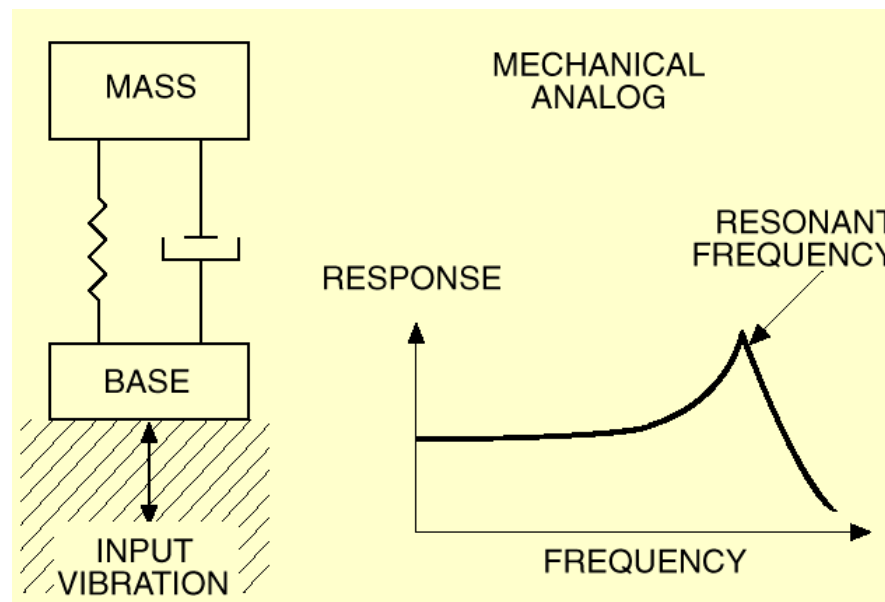 MASS
BASE
INPUT
VIBRATION
MECHANICAL
ANALOG
RESONANT
FREQUENCY
RESPONSE
FREQUENCY